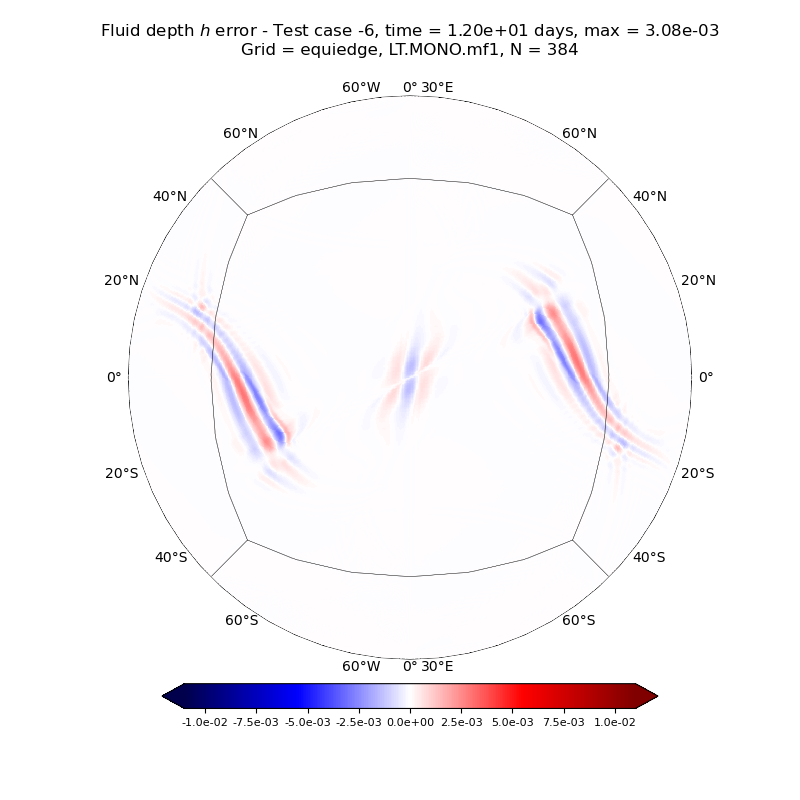 Fluid depth h error - Test case -6, time = 1.20e+01 days, max = 3.08e-03
Grid = equiedge, LT.MONO.mf1, N = 384
60°W 0° 30°E
60°N 60°N
40°N 40°N
20°N 20°N
0° 0°
20°S 20°S
40°S 40°S
60°S 60°S
60°W 0° 30°E
-1.0e-02 -7.5e-03 -5.0e-03 -2.5e-03 0.0e+00 2.5e-03 5.0e-03 7.5e-03 1.0e-02